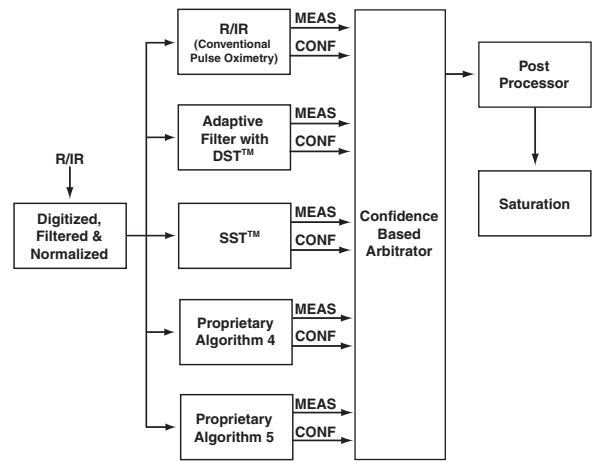 R/IR
Digitized,
Filtered &
Normalized
R/IR
(Conventional
Pulse Oximetry)
MEAS
CONF
Adaptive
Filter with
DST™
MEAS
CONF
SST™
MEAS
CONF
Proprietary
Algorithm 4
MEAS
CONF
Proprietary
Algorithm 5
MEAS
CONF
Confidence
Based
Arbitrator
Post
Processor
Saturation